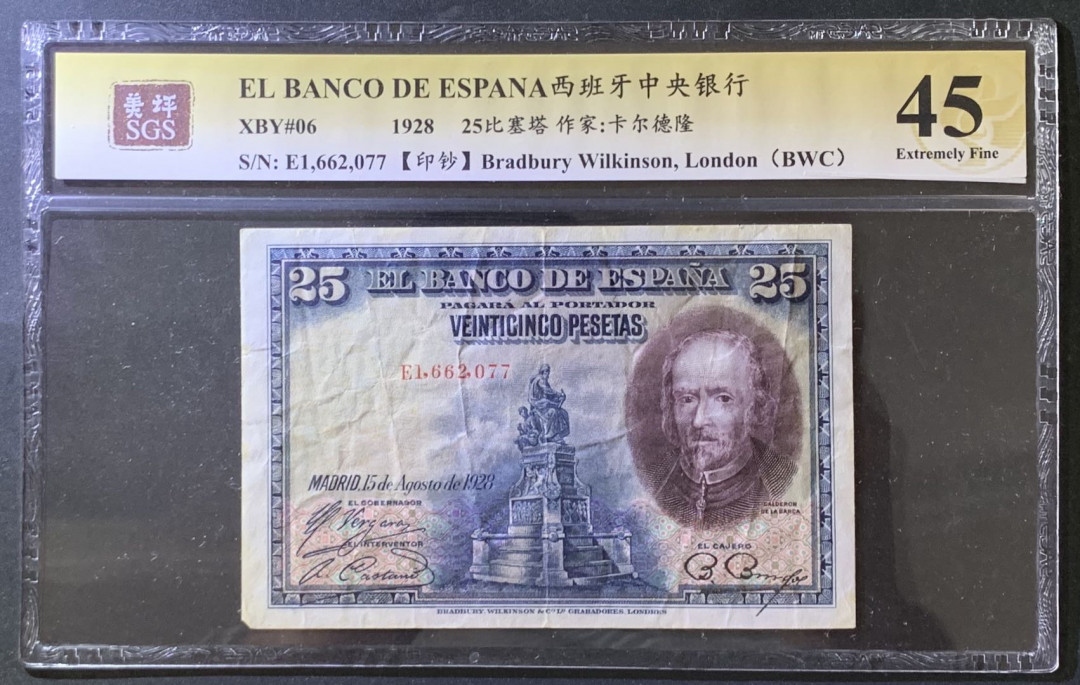 美评
SGS
EL BANCO DE ESPANA西班牙中央银行
XBY#06 1928 25比塞塔 作家:卡尔德隆
S/N: E1,662,077【印钞】Bradbury Wilkinson, London（BWC）
45
Extremely Fine
25 EL BANCO DE ESPAÑA 25
PAGARÁ AL PORTADOR
VEINTICINCO PESETAS
E1,662,077
MADRID, 15 de Agosto de 1928
EL GOBERNADOR
CALDERON
DE LA BARCA
EL INTERVENTOR
EL CAJERO
BRADBURY, WILKINSON & Cº Lº GRABADORES, LONDRES